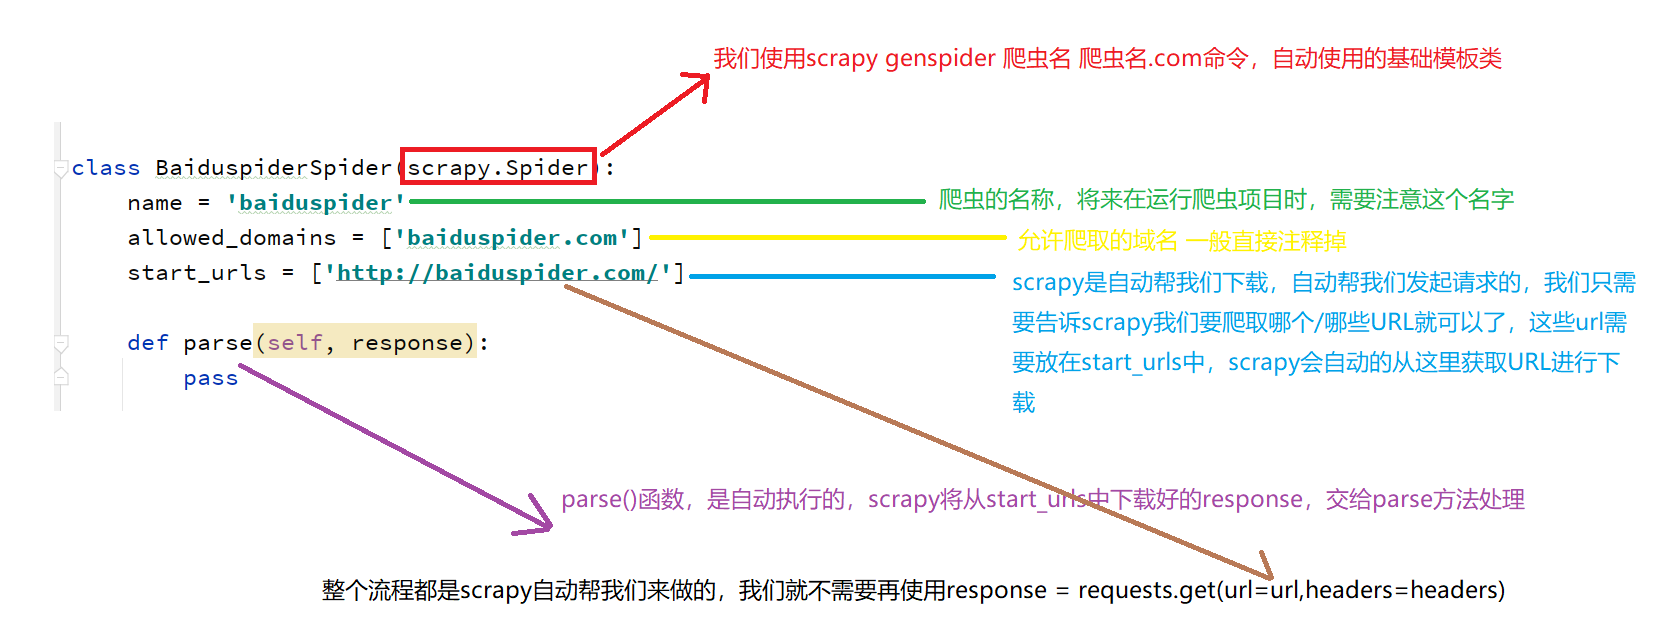 我们使用scrapy genspider 爬虫名 爬虫名.com命令，自动使用的基础模板类
class BaiduspiderSpider(scrapy.Spider):
name = 'baiduspider'
爬虫的名称，将来在运行爬虫项目时，需要注意这个名字
allowed_domains = ['baiduspider.com']
允许爬取的域名 一般直接注释掉
start_urls = ['http://baiduspider.com/']
scrapy是自动帮我们下载，自动帮我们发起请求的，我们只需
要告诉scrapy我们要爬取哪个/哪些URL就可以了，这些url需
要放在start_urls中，scrapy会自动的从这里获取URL进行下
载
def parse(self, response):
pass
parse()函数，是自动执行的，scrapy将从start_urls中下载好的response，交给parse方法处理
整个流程都是scrapy自动帮我们来做的，我们就不需要再使用response = requests.get(url=url,headers=headers)